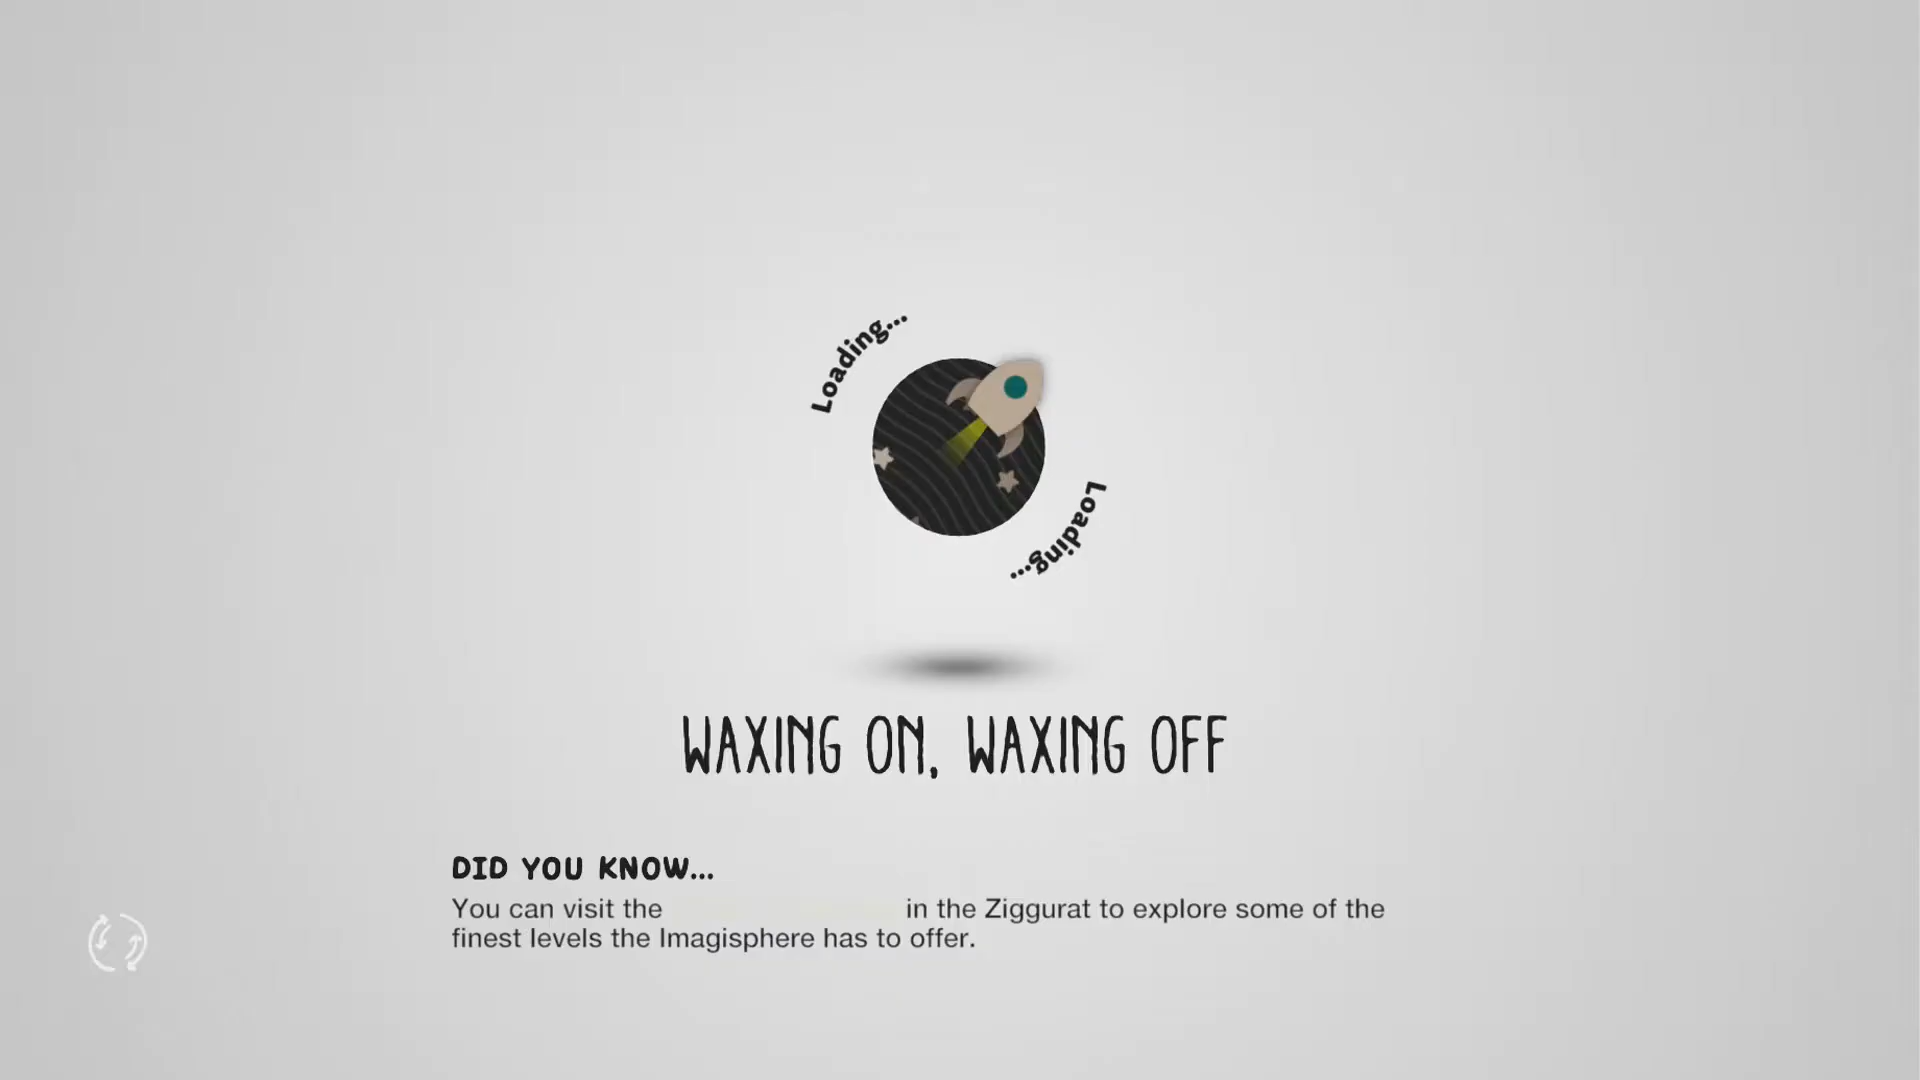 Loading...
Loading...
WAXING ON, WAXING OFF
DID YOU KNOW...
You can visit the in the Ziggurat to explore some of the
finest levels the Imagisphere has to offer.